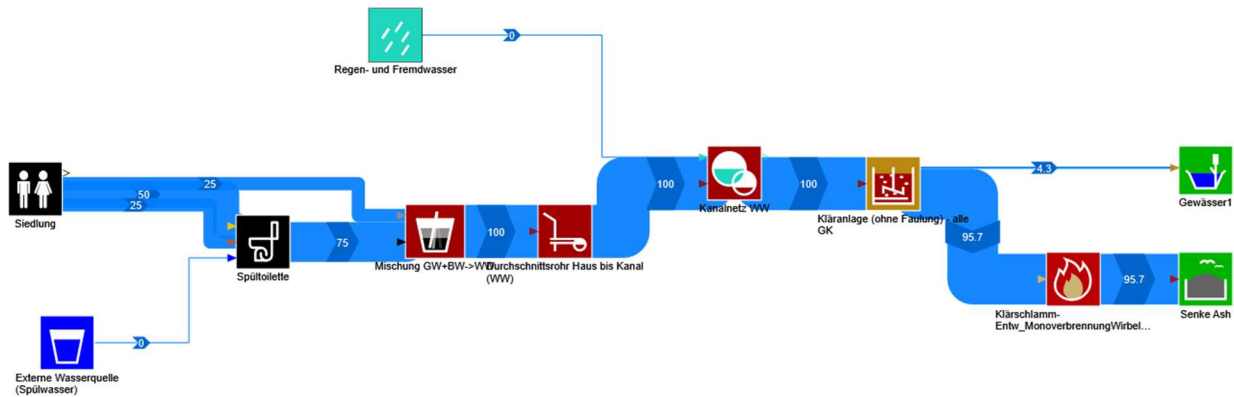 0
Regen- und Fremdwasser
25
50
25
Siedlung
Spültoilette
75
Mischung GW+BW->WW
100
Durchschnittsrohr Haus bis Kanal
(WW)
100
Kanalnetz WW
100
Kläranlage (ohne Faulung) - alle
GK
4.3
Gewässer1
95.7
Klärschlamm-
Entw_MonoverbrennungWirbel...
95.7
Senke Ash
0
Externe Wasserquelle
(Spülwasser)